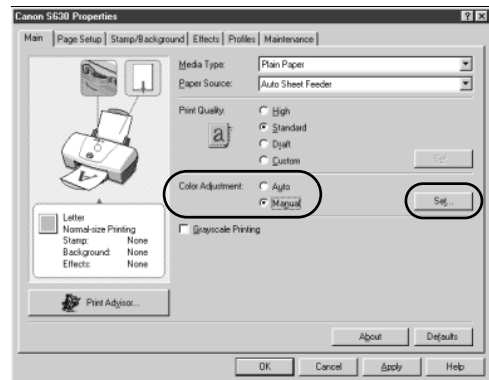 Canon S630 Properties
Main Page Setup Stamp/Background Effects Profiles Maintenance
Media Type: Plain Paper
Paper Source: Auto Sheet Feeder
Print Quality: High
Standard
Draft
Custom Set...
Color Adjustment: Auto
Manual Set...
Grayscale Printing
Letter
Normal-size Printing
Stamp: None
Background: None
Effects: None
Print Advisor...
About Defaults
OK Cancel Apply Help